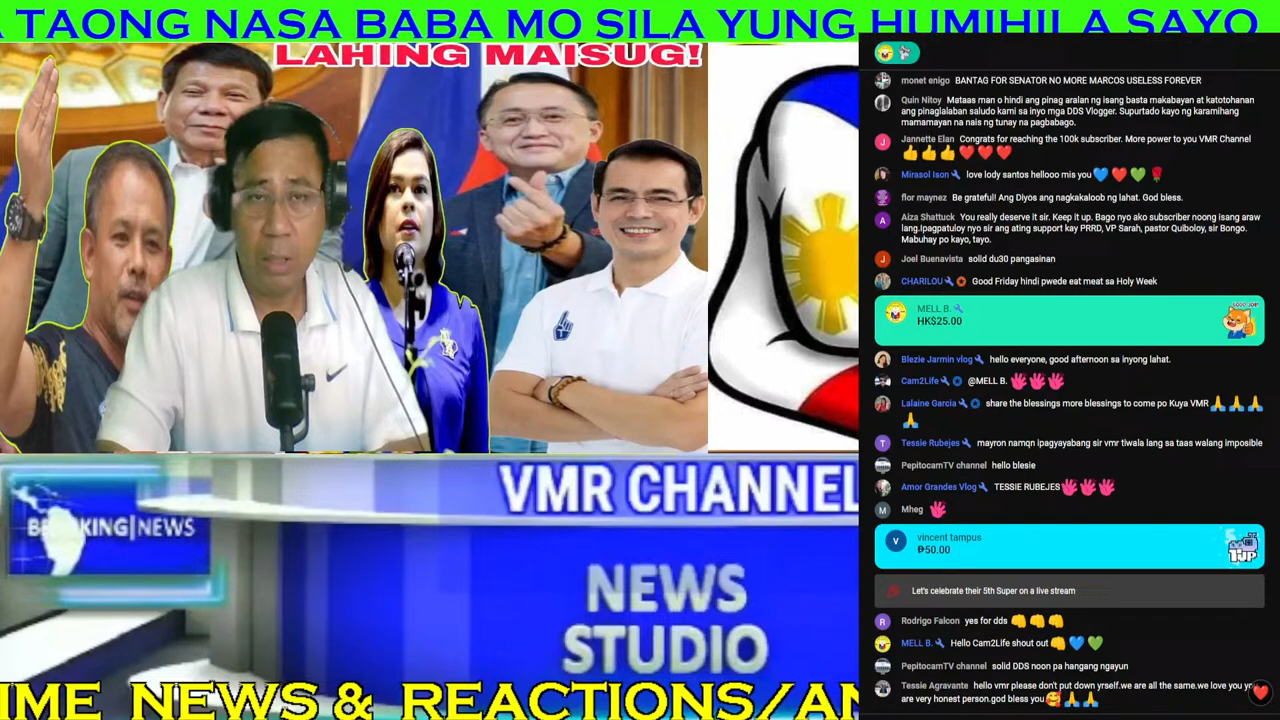 TAONG NASA BABA MO SILA YUNG HUMIHILA SAYO
LAHING MAISUG!
BREAKING|NEWS
VMR CHANNEL
NEWS
STUDIO
IME NEWS & REACTIONS/AN
monet enigo BANTAG FOR SENATOR NO MORE MARCOS USELESS FOREVER
Quin Nitoy Mataas man o hindi ang pinag aralan ng isang basta makabayan at katotohanan
ang pinaglalaban saludo kami sa inyo mga DDS Vlogger. Supurtado kayo ng karamihang
mamamayan na nais ng tunay na pagbabago.
Jannette Elan Congrats for reaching the 100k subscriber. More power to you VMR Channel
👍👍👍❤️❤️❤️
Mirasol Ison love lody santos hellooo mis you 💙❤️💚🌹
flor maynez Be grateful! Ang Diyos ang nagkakaloob ng lahat. God bless.
Aiza Shattuck You really deserve it sir. Keep it up. Bago nyo ako subscriber noong isang araw
lang.Ipagpatuloy nyo sir ang ating support kay PRRD, VP Sarah, pastor Quiboloy, sir Bongo.
Mabuhay po kayo, tayo.
Joel Buenavista solid du30 pangasinan
CHARILOU Good Friday hindi pwede eat meat sa Holy Week
MELL B.
HK$25.00
GOOD JOB!
Blezie Jarmin vlog hello everyone, good afternoon sa inyong lahat.
Cam2Life @MELL B.
Lalaine Garcia share the blessings more blessings to come po Kuya VMR 🙏🙏🙏
🙏
Tessie Rubejes mayron namqn ipagyayabang sir vmr tiwala lang sa taas walang imposible
PepitocamTV channel hello blesie
Amor Grandes Vlog TESSIE RUBEJES
Mheg
vincent tampus
₱50.00
1UP
Let's celebrate their 5th Super on a live stream
Rodrigo Falcon yes for dds 👊👊👊
MELL B. Hello Cam2Life shout out 👊💙💚
PepitocamTV channel solid DDS noon pa hangang ngayun
Tessie Agravante hello vmr please don't put down yrself.we are all the same.we love you
are very honest person.god bless you 🥰🙏🙏